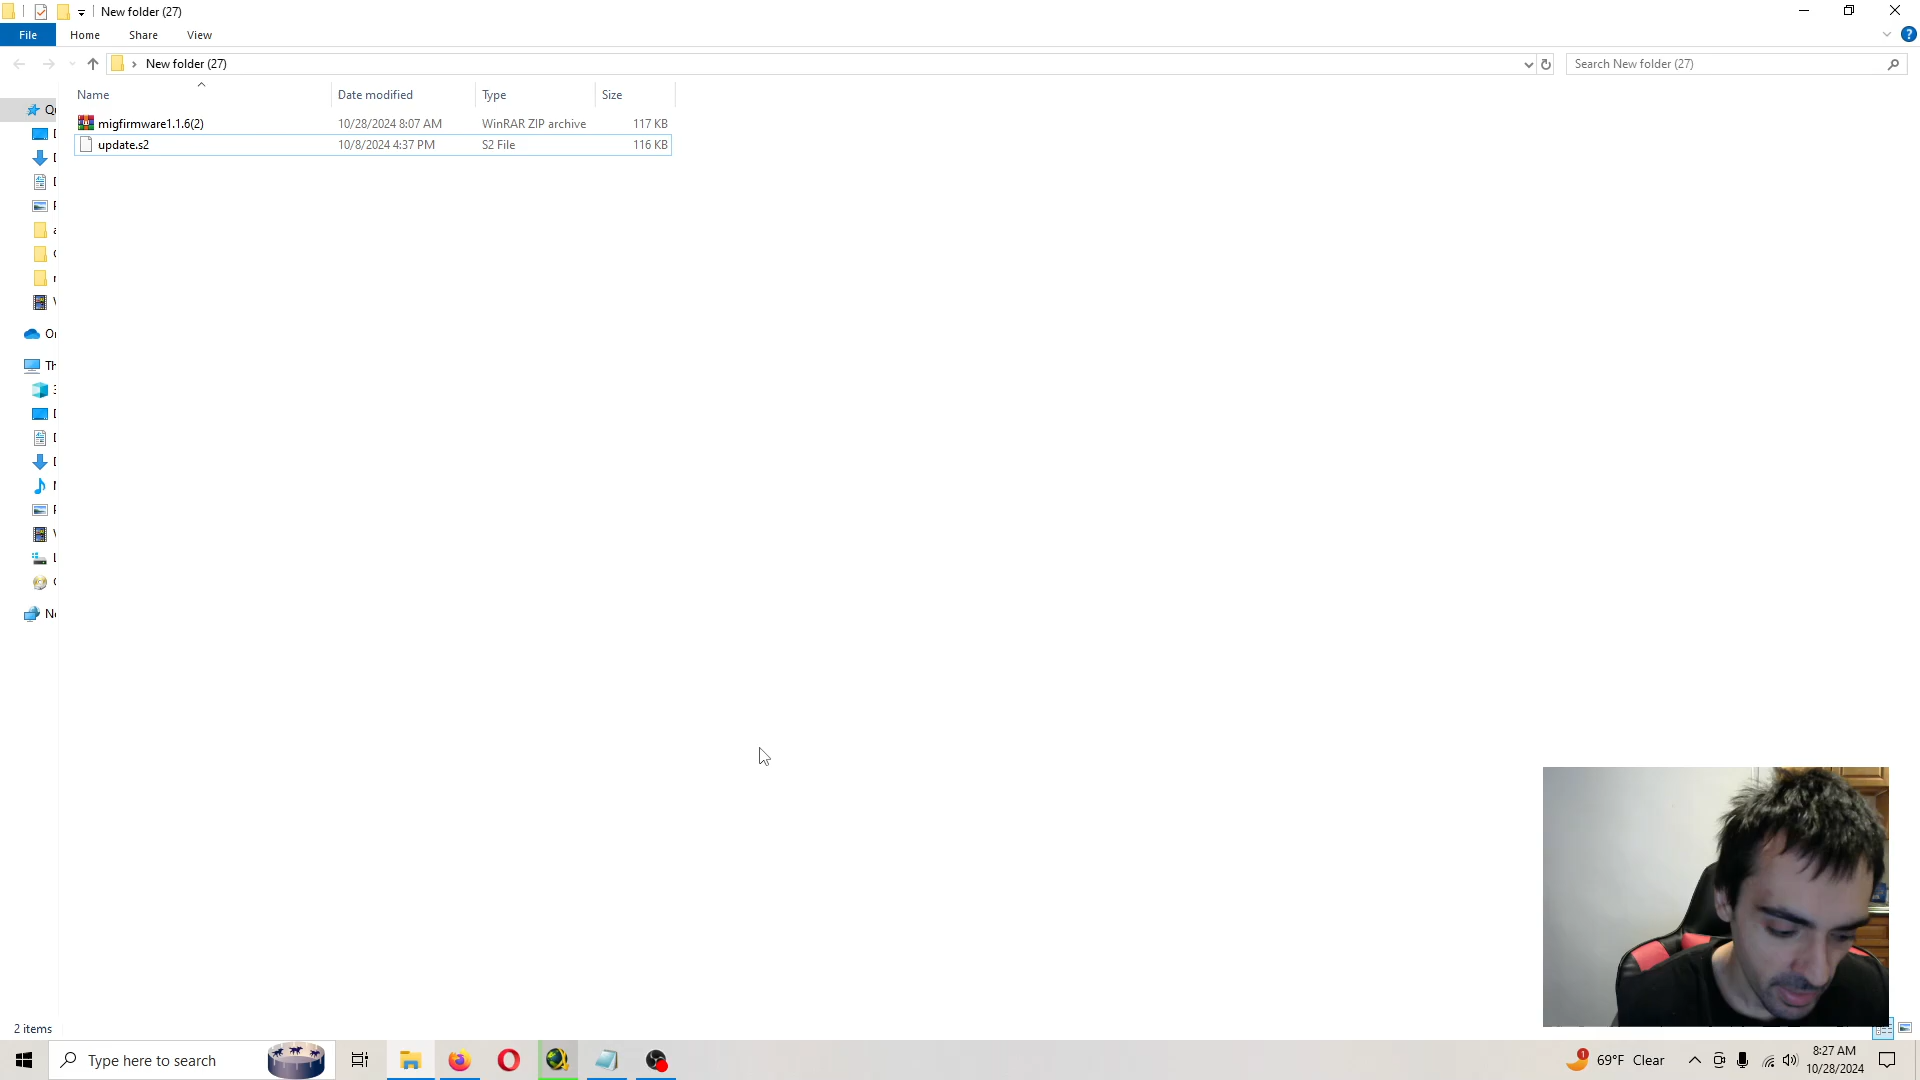 New folder (27)
File Home Share View
New folder (27)
Search New folder (27)
Name Date modified Type Size
migfirmware1.1.6(2) 10/28/2024 8:07 AM WinRAR ZIP archive 117 KB
update.s2 10/8/2024 4:37 PM S2 File 116 KB
2 items
Type here to search
1
69°F Clear
8:27 AM
10/28/2024